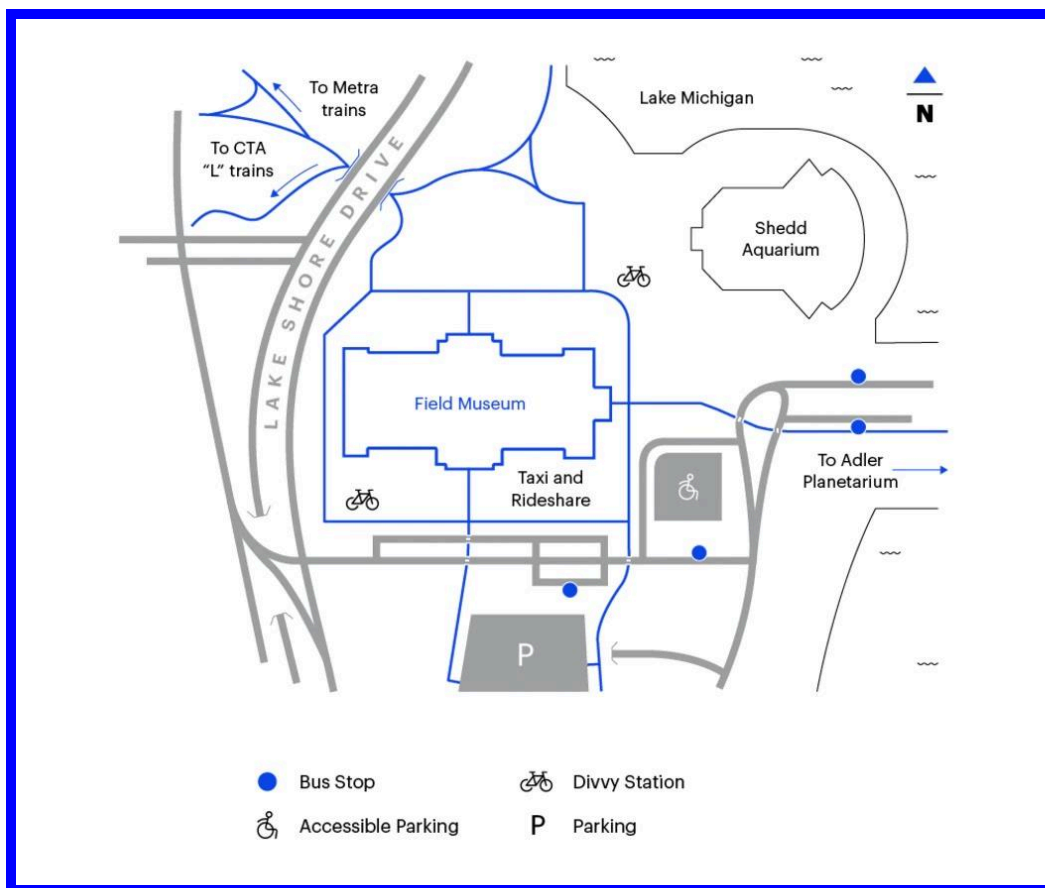 To Metra
trains
Lake Michigan
N
To CTA
“L” trains
LAKE SHORE DRIVE
Shedd
Aquarium
Field Museum
To Adler
Planetarium
Taxi and
Rideshare
P
Bus Stop
Divvy Station
Accessible Parking
P Parking